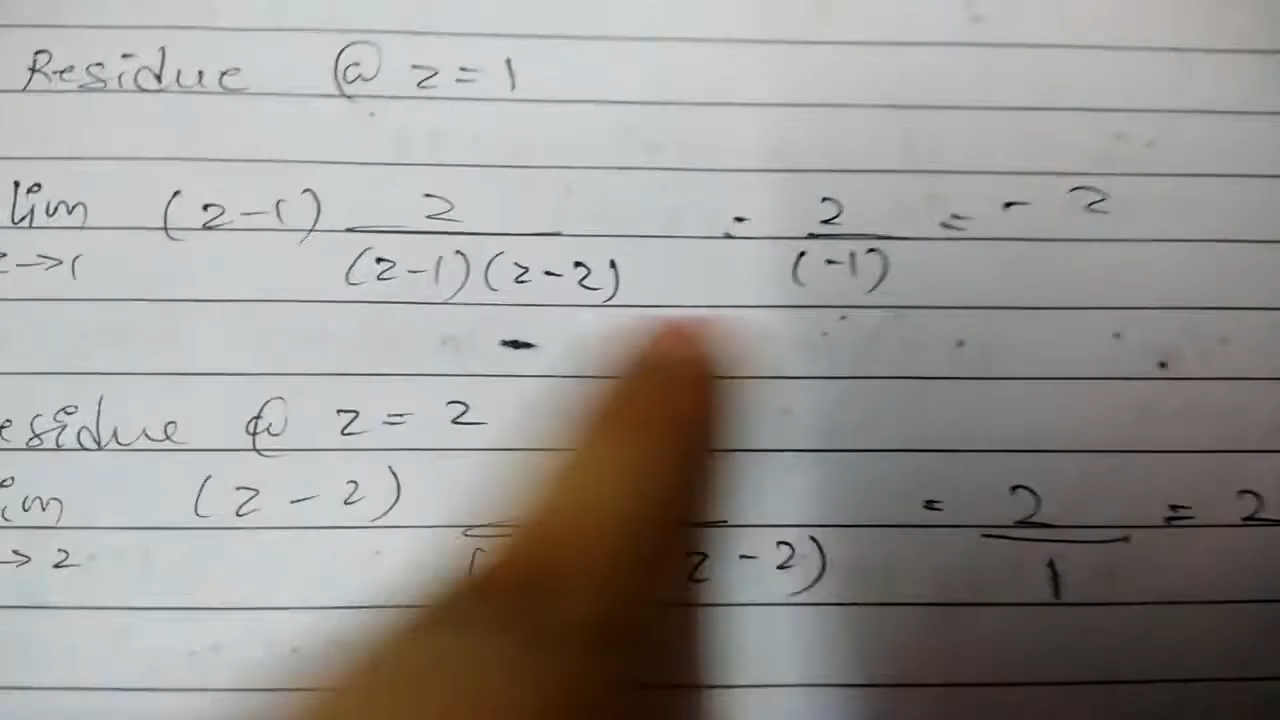 Residue @ z = 1
lim (z-1) 2 = 2 = - 2
z→1 (z-1)(z-2) (-1)
esidue @ z = 2
im (z - 2) = 2 = 2
→ 2 z - 2) 1